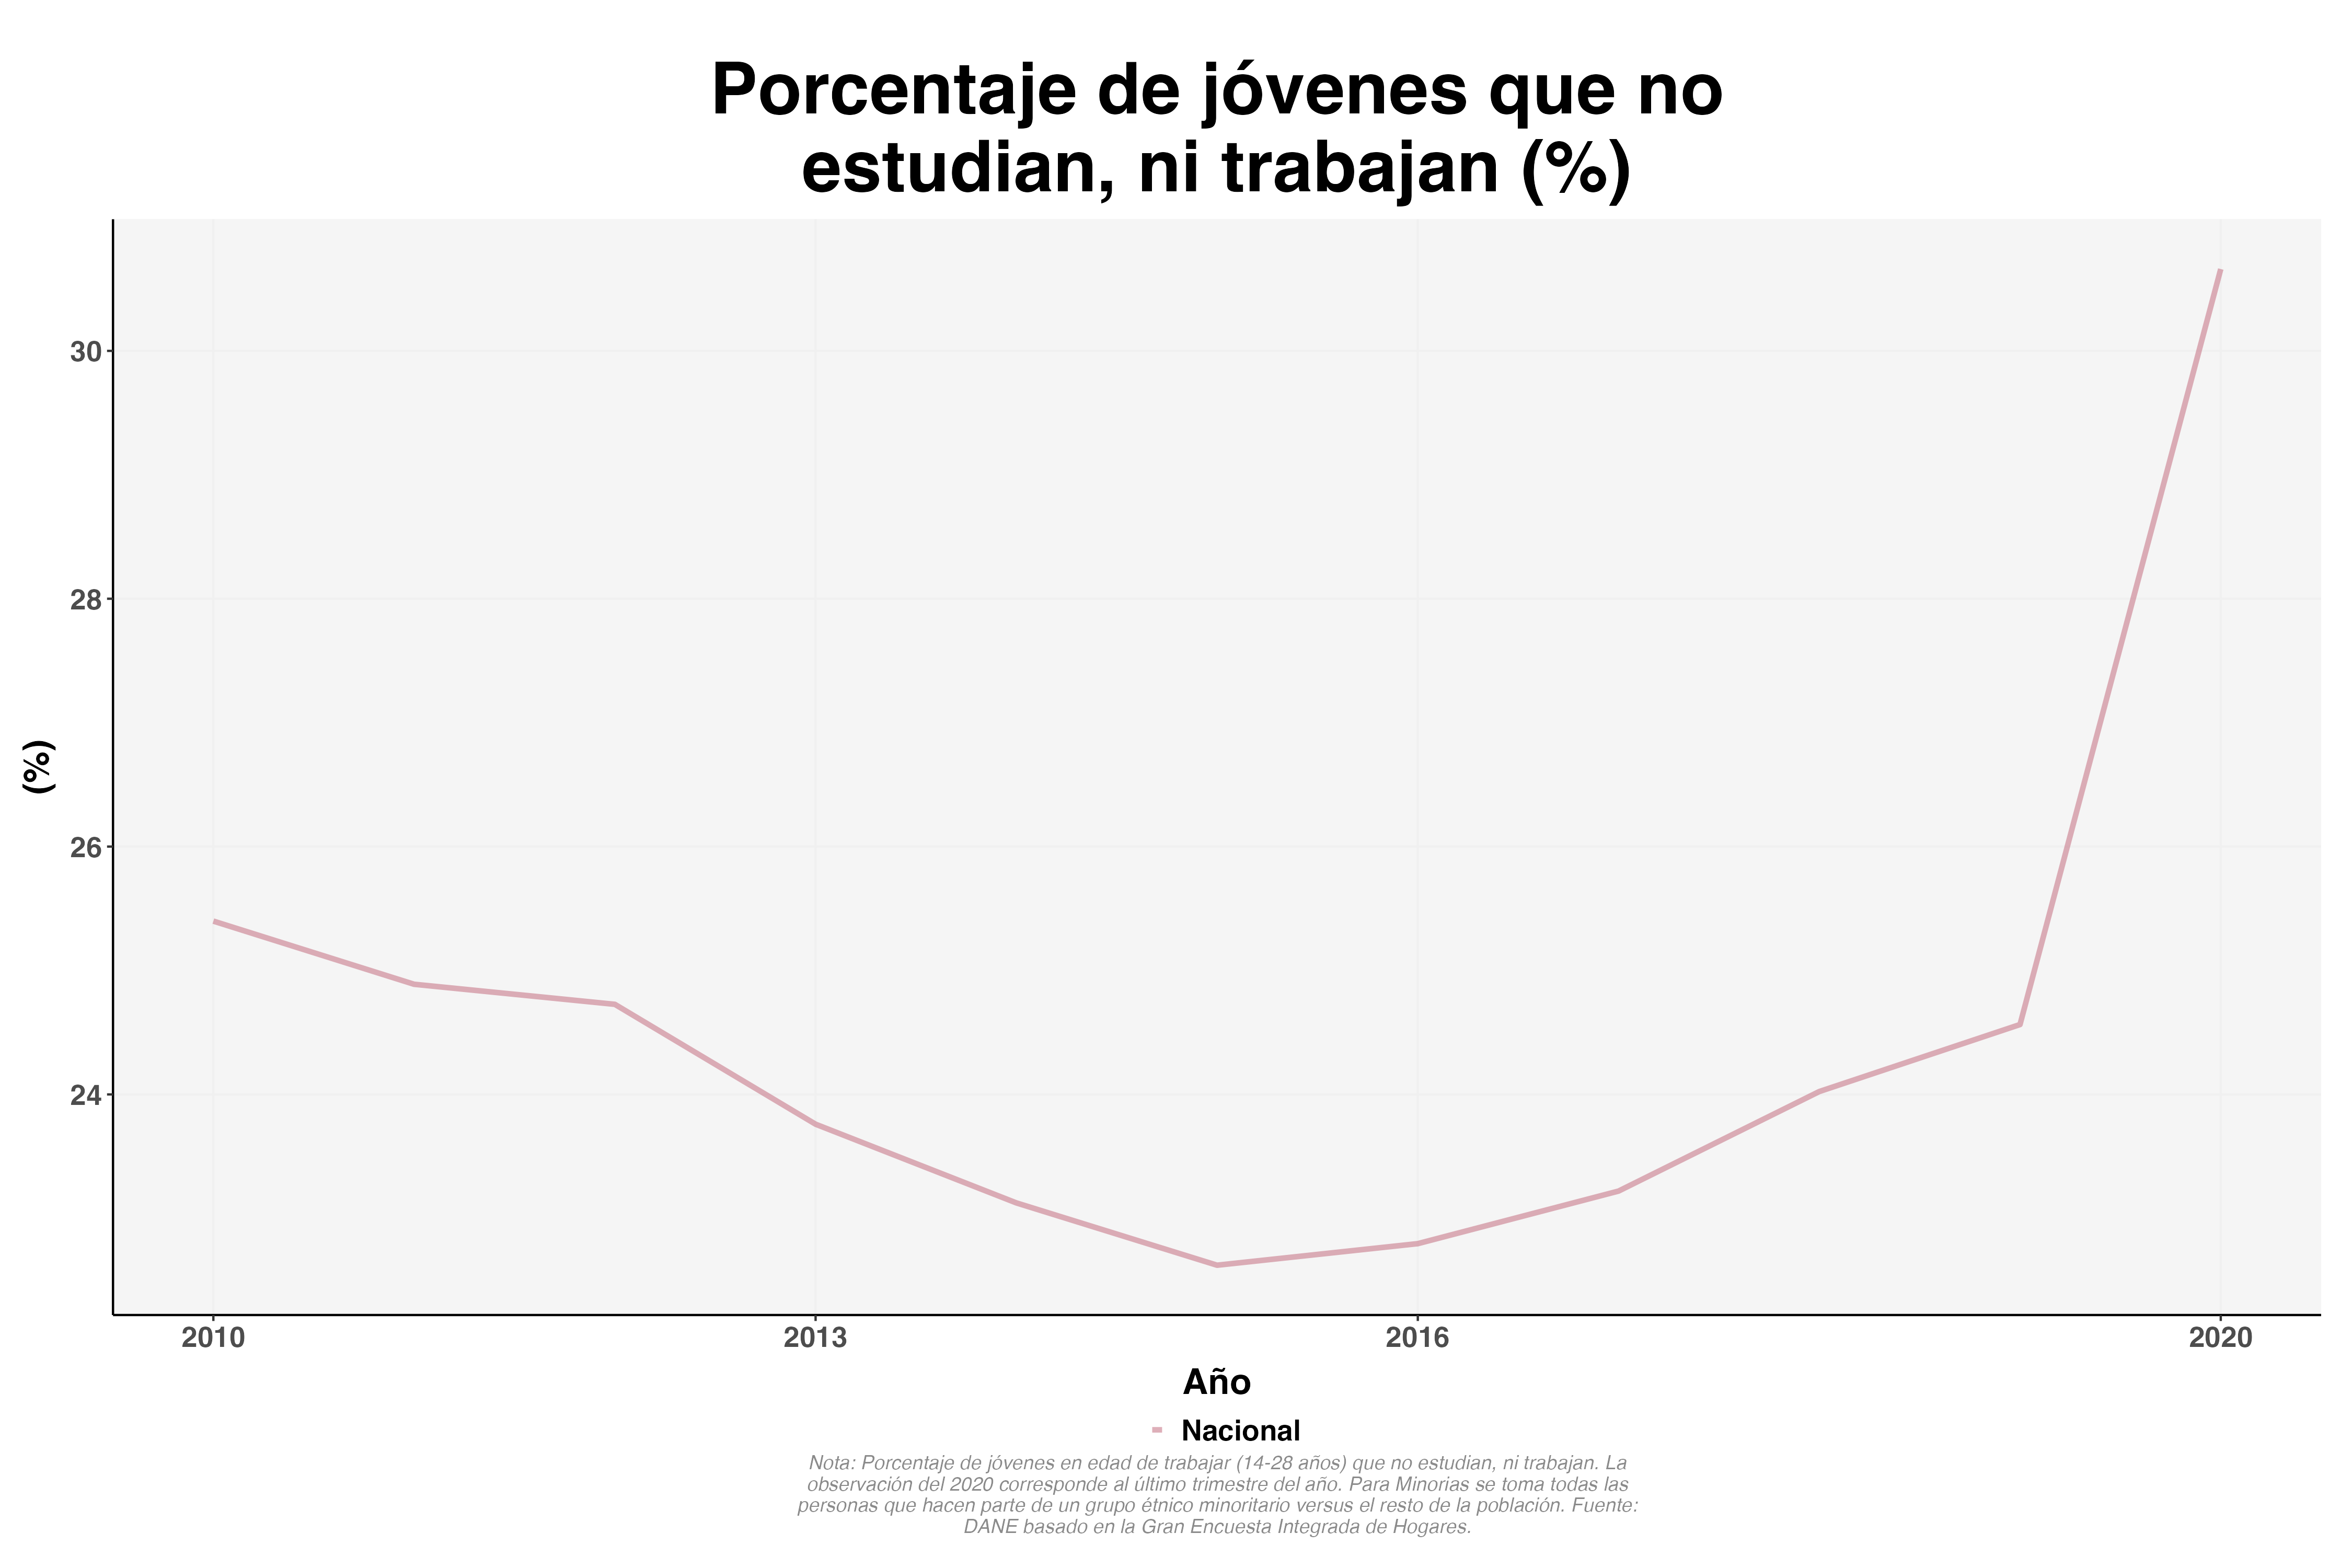 Porcentaje de jóvenes que no
estudian, ni trabajan (%)
30
28
26
24
(%)
2010 2013 2016 2020
Año
Nacional
Nota: Porcentaje de jóvenes en edad de trabajar (14-28 años) que no estudian, ni trabajan. La
observación del 2020 corresponde al último trimestre del año. Para Minorias se toma todas las
personas que hacen parte de un grupo étnico minoritario versus el resto de la población. Fuente:
DANE basado en la Gran Encuesta Integrada de Hogares.